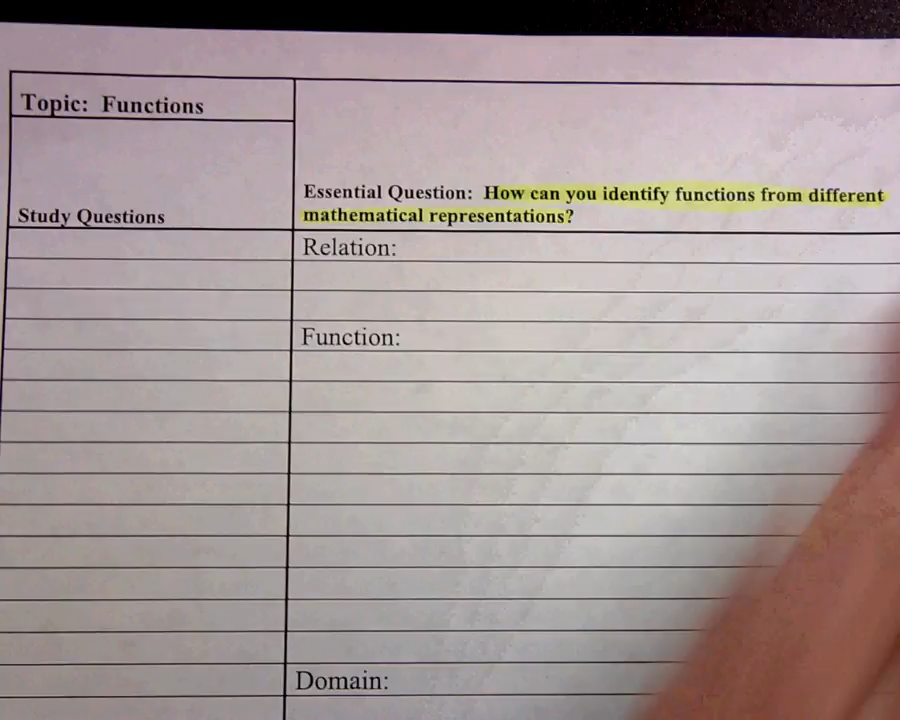 Topic: Functions
Essential Question: How can you identify functions from different
mathematical representations?
Study Questions
Relation:
Function:
Domain: